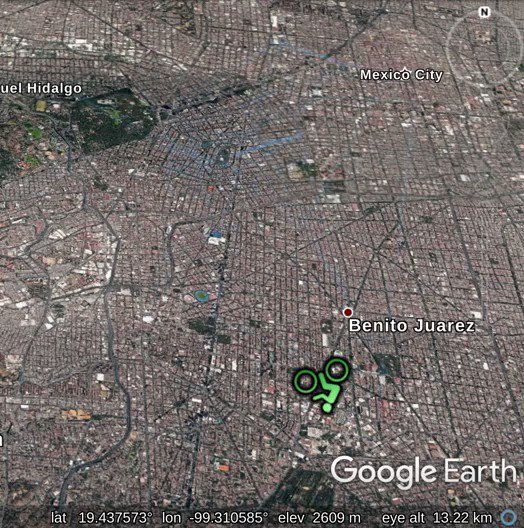 N
Mexico City
uel Hidalgo
Benito Juarez
Google Earth
lat 19.437573° lon -99.310585° elev 2609 m eye alt 13.22 km